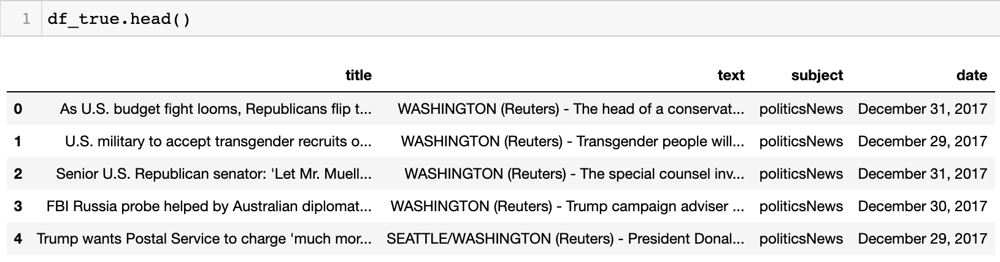 1 df_true.head()
title text subject date
0 As U.S. budget fight looms, Republicans flip t... WASHINGTON (Reuters) - The head of a conservat... politicsNews December 31, 2017
1 U.S. military to accept transgender recruits o... WASHINGTON (Reuters) - Transgender people will... politicsNews December 29, 2017
2 Senior U.S. Republican senator: 'Let Mr. Muell... WASHINGTON (Reuters) - The special counsel inv... politicsNews December 31, 2017
3 FBI Russia probe helped by Australian diplomat... WASHINGTON (Reuters) - Trump campaign adviser ... politicsNews December 30, 2017
4 Trump wants Postal Service to charge 'much mor... SEATTLE/WASHINGTON (Reuters) - President Donal... politicsNews December 29, 2017